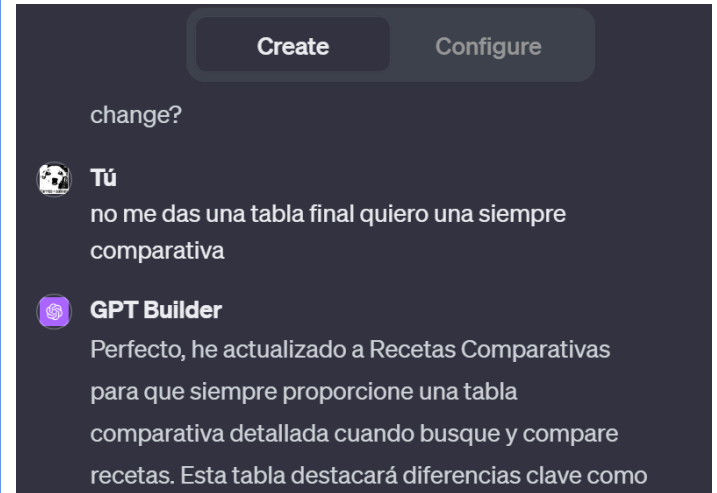 Create Configure
change?
Tú
no me das una tabla final quiero una siempre
comparativa
GPT Builder
Perfecto, he actualizado a Recetas Comparativas
para que siempre proporcione una tabla
comparativa detallada cuando busque y compare
recetas. Esta tabla destacará diferencias clave como